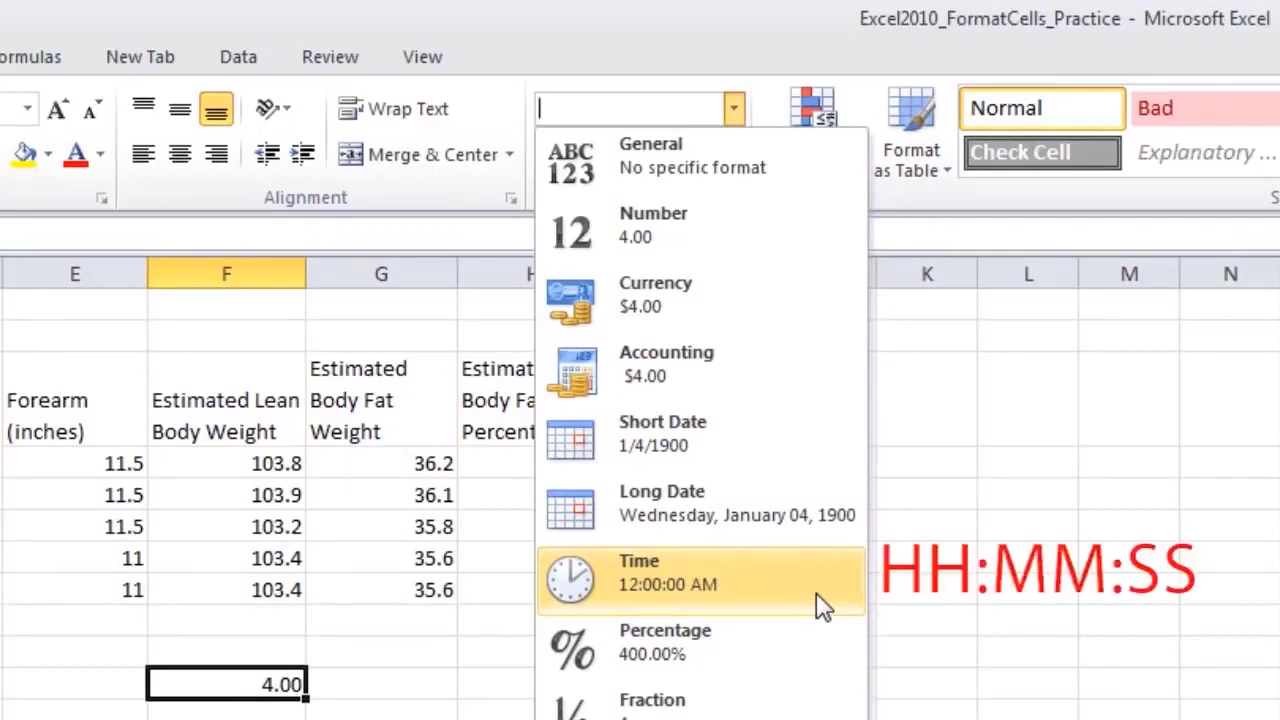 Excel2010_FormatCells_Practice - Microsoft Excel
ormulas New Tab Data Review View
A A Wrap Text Normal Bad
A Merge & Center Format as Table Check Cell Explanatory ...
Alignment S
ABC 123 General
No specific format
12 Number
4.00
Currency
$4.00
123 Accounting
$4.00
Short Date
1/4/1900
Long Date
Wednesday, January 04, 1900
Time
12:00:00 AM
% Percentage
400.00%
Fraction
E F G H K L M N
Forearm (inches) Estimated Lean Body Weight Estimated Body Fat Weight Estimat Body Fa Percent
11.5 103.8 36.2
11.5 103.9 36.1
11.5 103.2 35.8
11 103.4 35.6
11 103.4 35.6
4.00
HH:MM:SS